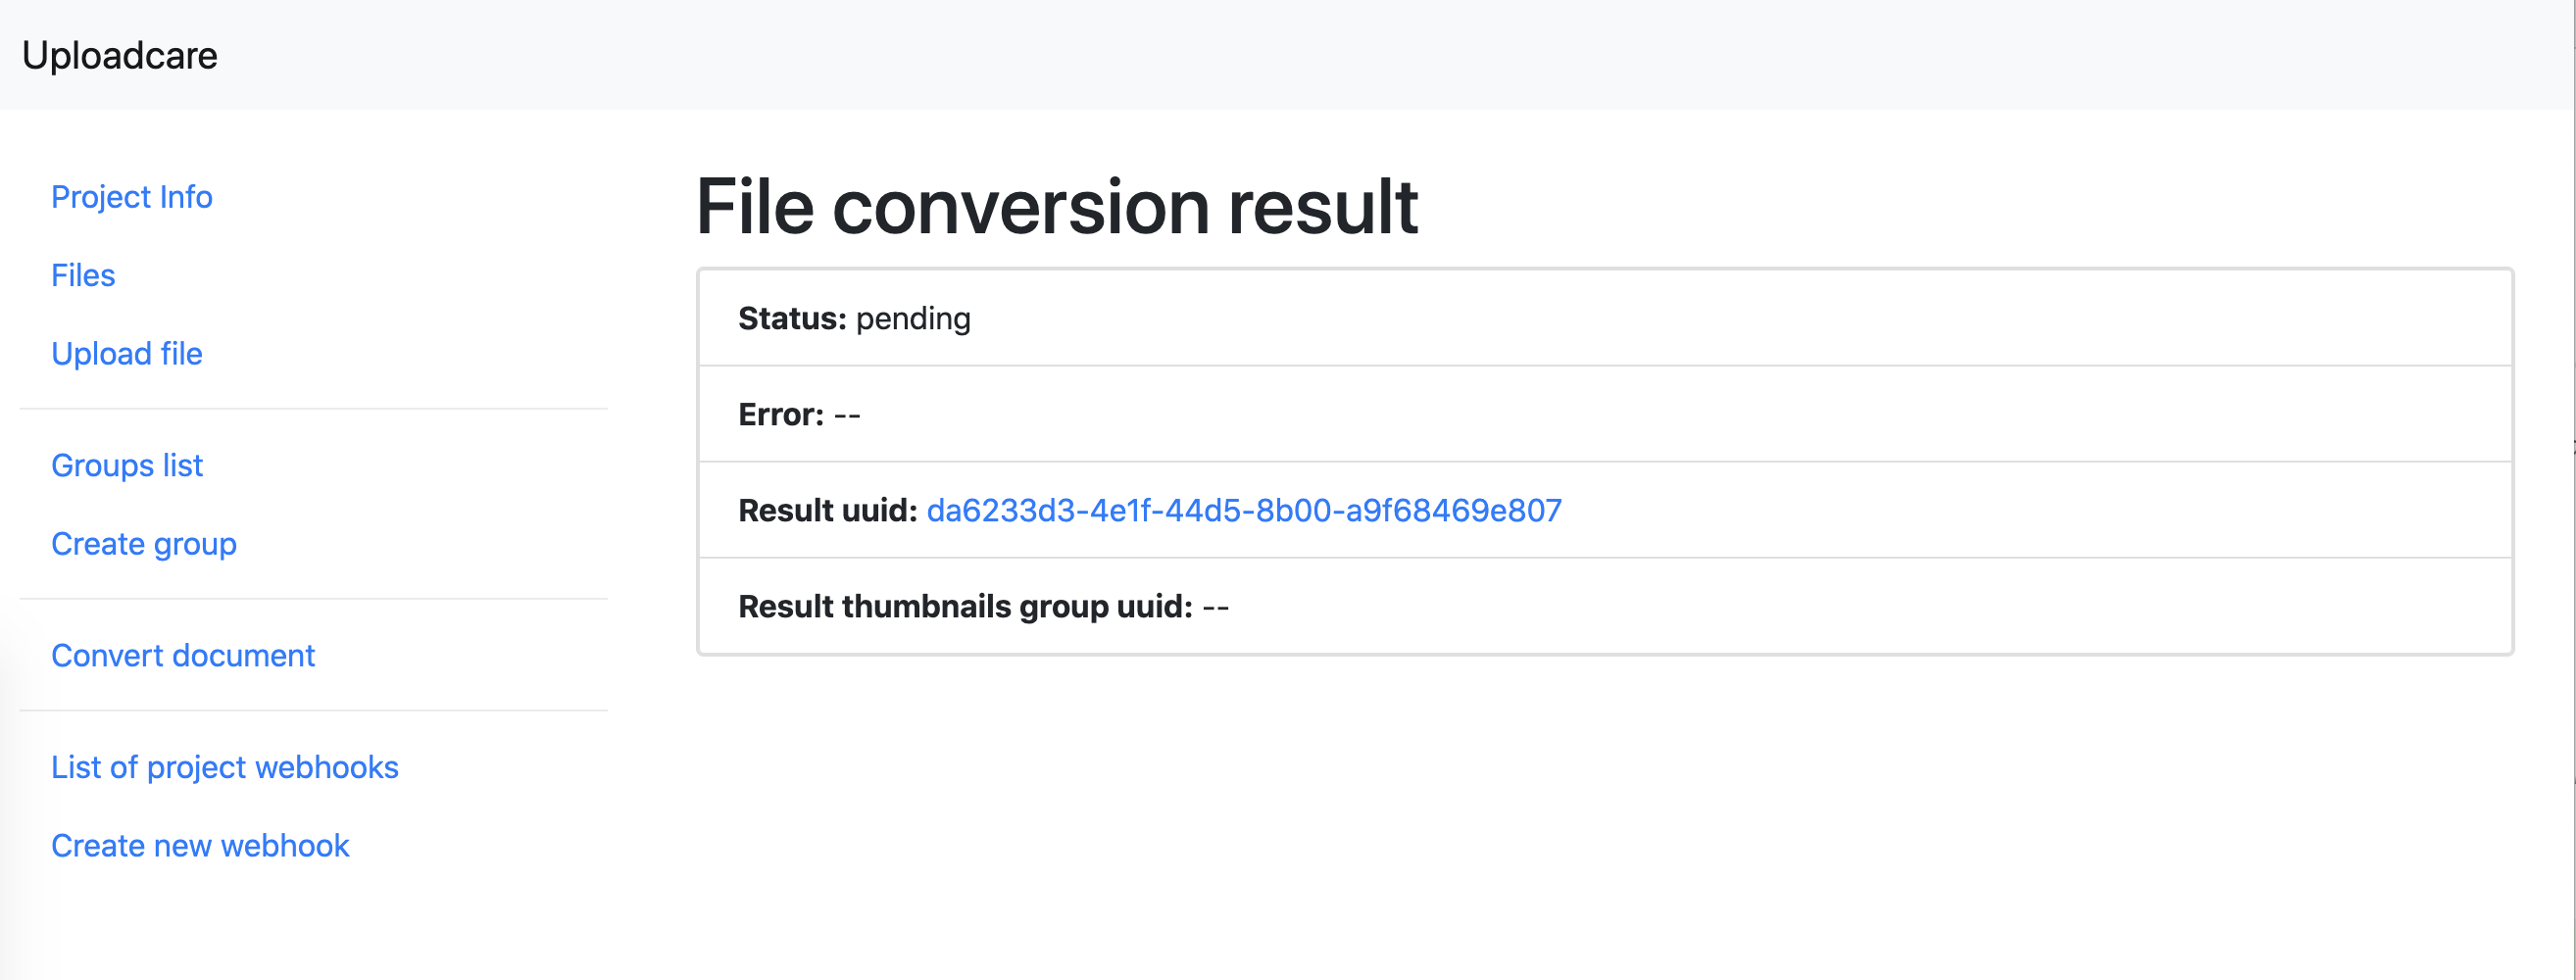 Uploadcare
Project Info
Files
Upload file
Groups list
Create group
Convert document
List of project webhooks
Create new webhook
File conversion result
Status: pending
Error: --
Result uuid: da6233d3-4e1f-44d5-8b00-a9f68469e807
Result thumbnails group uuid: --